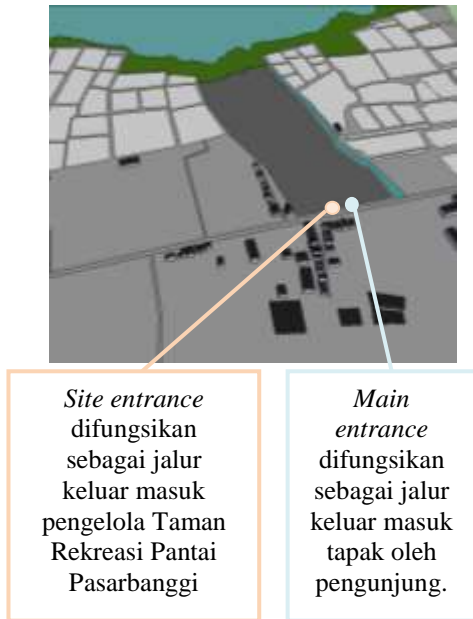 Site entrance
difungsikan
sebagai jalur
keluar masuk
pengelola Taman
Rekreasi Pantai
Pasarbanggi
Main
entrance
difungsikan
sebagai jalur
keluar masuk
tapak oleh
pengunjung.